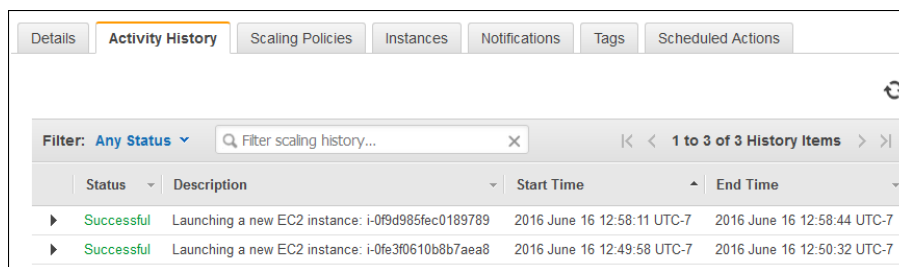 Details Activity History Scaling Policies Instances Notifications Tags Scheduled Actions
Filter: Any Status Filter scaling history... 1 to 3 of 3 History Items
Status Description Start Time End Time
Successful Launching a new EC2 instance: i-0f9d985fec0189789 2016 June 16 12:58:11 UTC-7 2016 June 16 12:58:44 UTC-7
Successful Launching a new EC2 instance: i-0fe3f0610b8b7aea8 2016 June 16 12:49:58 UTC-7 2016 June 16 12:50:32 UTC-7